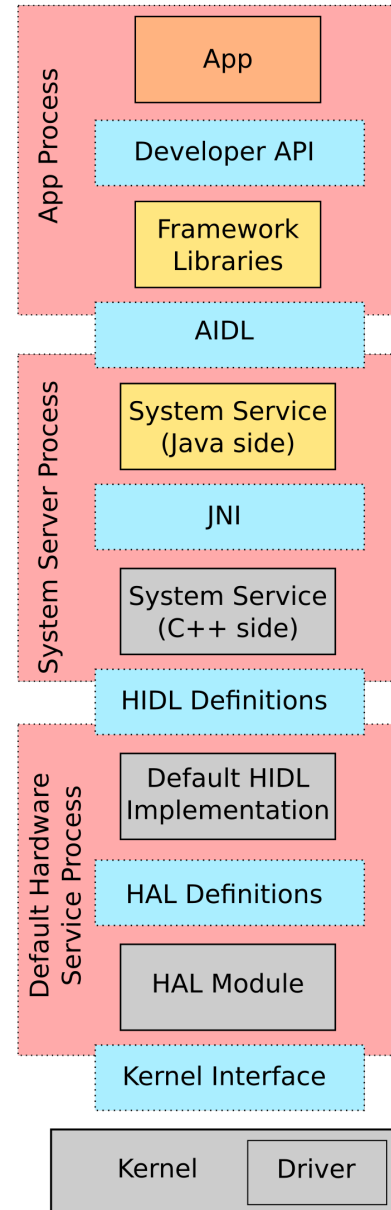 App Process
App
Developer API
Framework
Libraries
AIDL
System Server Process
System Service
(Java side)
JNI
System Service
(C++ side)
HIDL Definitions
Default Hardware
Service Process
Default HIDL
Implementation
HAL Definitions
HAL Module
Kernel Interface
Kernel
Driver